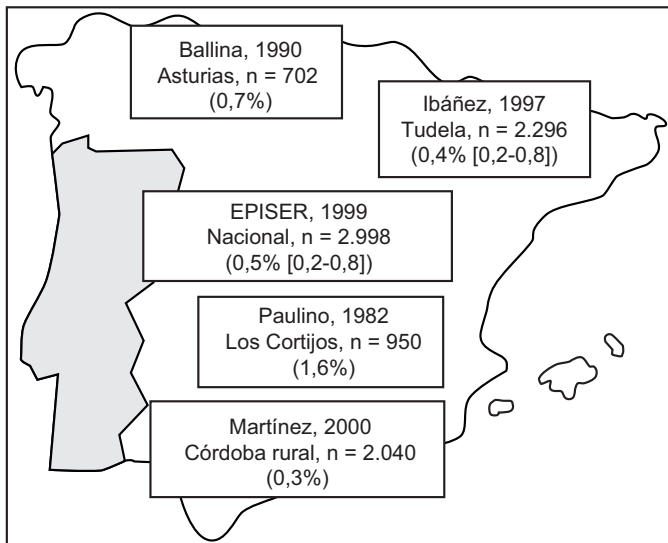 Ballina, 1990
Asturias, n = 702
(0,7%)
Ibáñez, 1997
Tudela, n = 2.296
(0,4% [0,2-0,8])
EPISER, 1999
Nacional, n = 2.998
(0,5% [0,2-0,8])
Paulino, 1982
Los Cortijos, n = 950
(1,6%)
Martínez, 2000
Córdoba rural, n = 2.040
(0,3%)